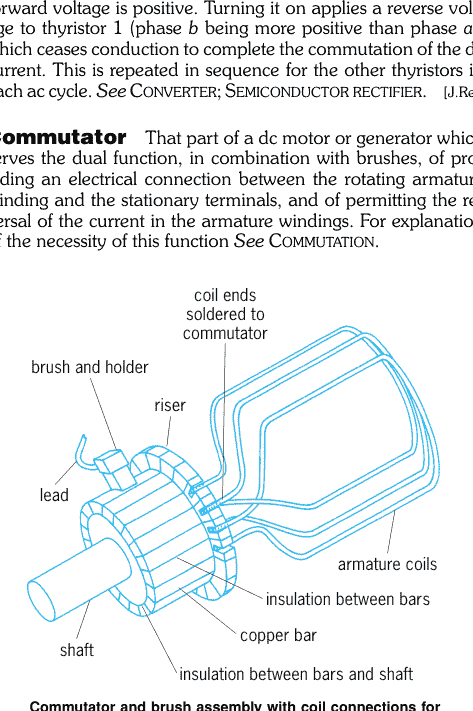 orward voltage is positive. Turning it on applies a reverse vol
ge to thyristor 1 (phase b being more positive than phase a
hich ceases conduction to complete the commutation of the d
urrent. This is repeated in sequence for the other thyristors i
ach ac cycle. See CONVERTER; SEMICONDUCTOR RECTIFIER. [J.Re
Commutator That part of a dc motor or generator whic
erves the dual function, in combination with brushes, of pro
iding an electrical connection between the rotating armatur
inding and the stationary terminals, and of permitting the re
ersal of the current in the armature windings. For explanatio
f the necessity of this function See COMMUTATION.
coil ends
soldered to
commutator
brush and holder
riser
lead
armature coils
insulation between bars
copper bar
shaft
insulation between bars and shaft
Commutator and brush assembly with coil connections for